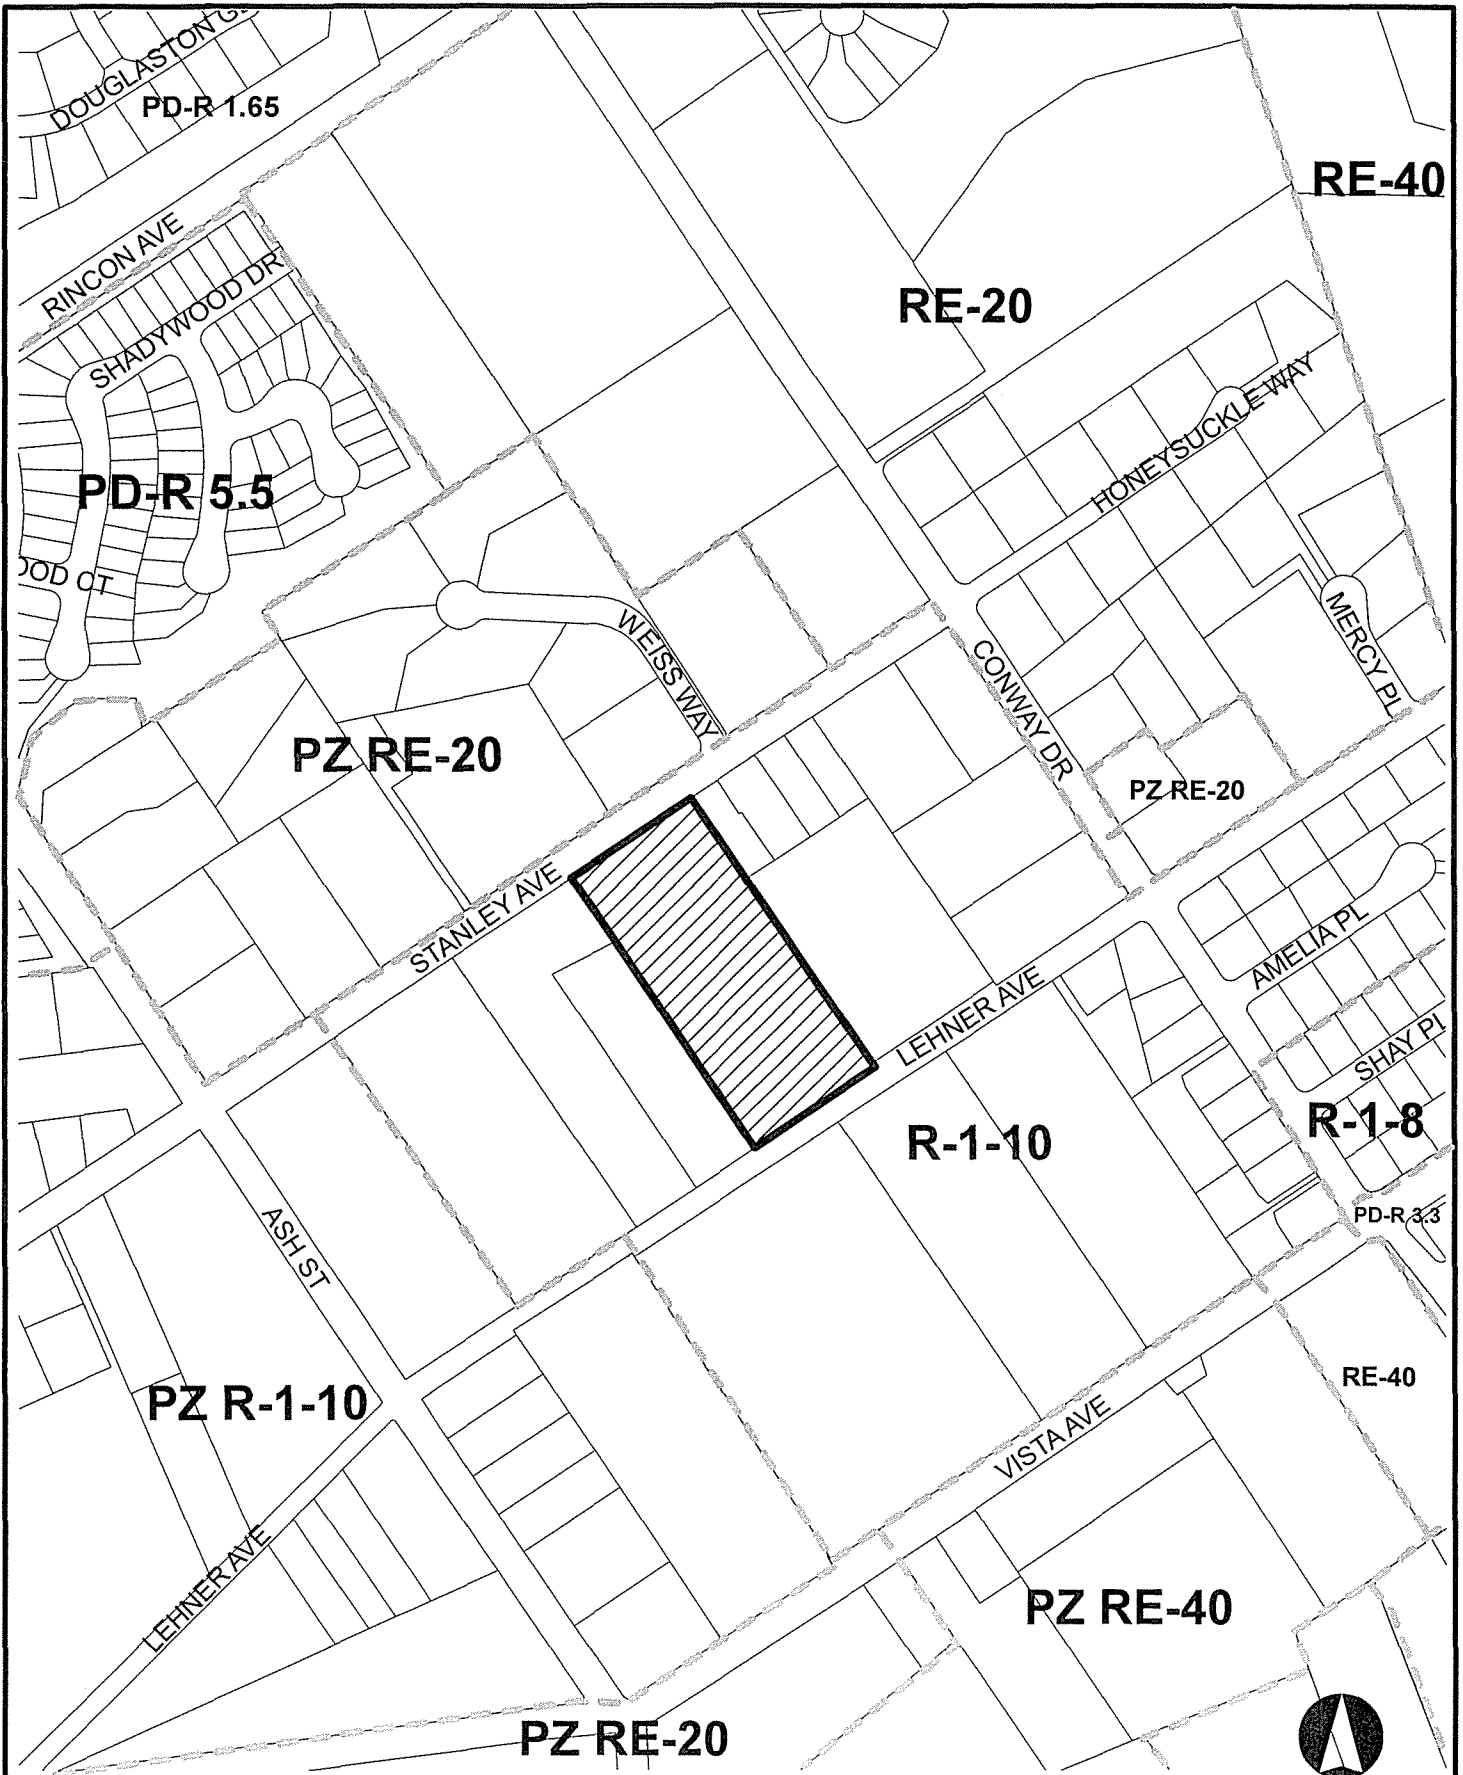 DOUGLASTON
PD-R 1.65
RE-40
RINCON AVE
SHADYWOOD DR
RE-20
HONEYSUCKLE WAY
PD-R 5.5
OOD CT
WEISS WAY
MERCY PL
CONWAY DR
PZ RE-20
PZ RE-20
STANLEY AVE
AMELIA PL
LEHNER AVE
SHAY PL
R-1-8
R-1-10
PD-R 3.3
ASH ST
RE-40
PZ R-1-10
VISTA AVE
LEHNER AVE
PZ RE-40
PZ RE-20